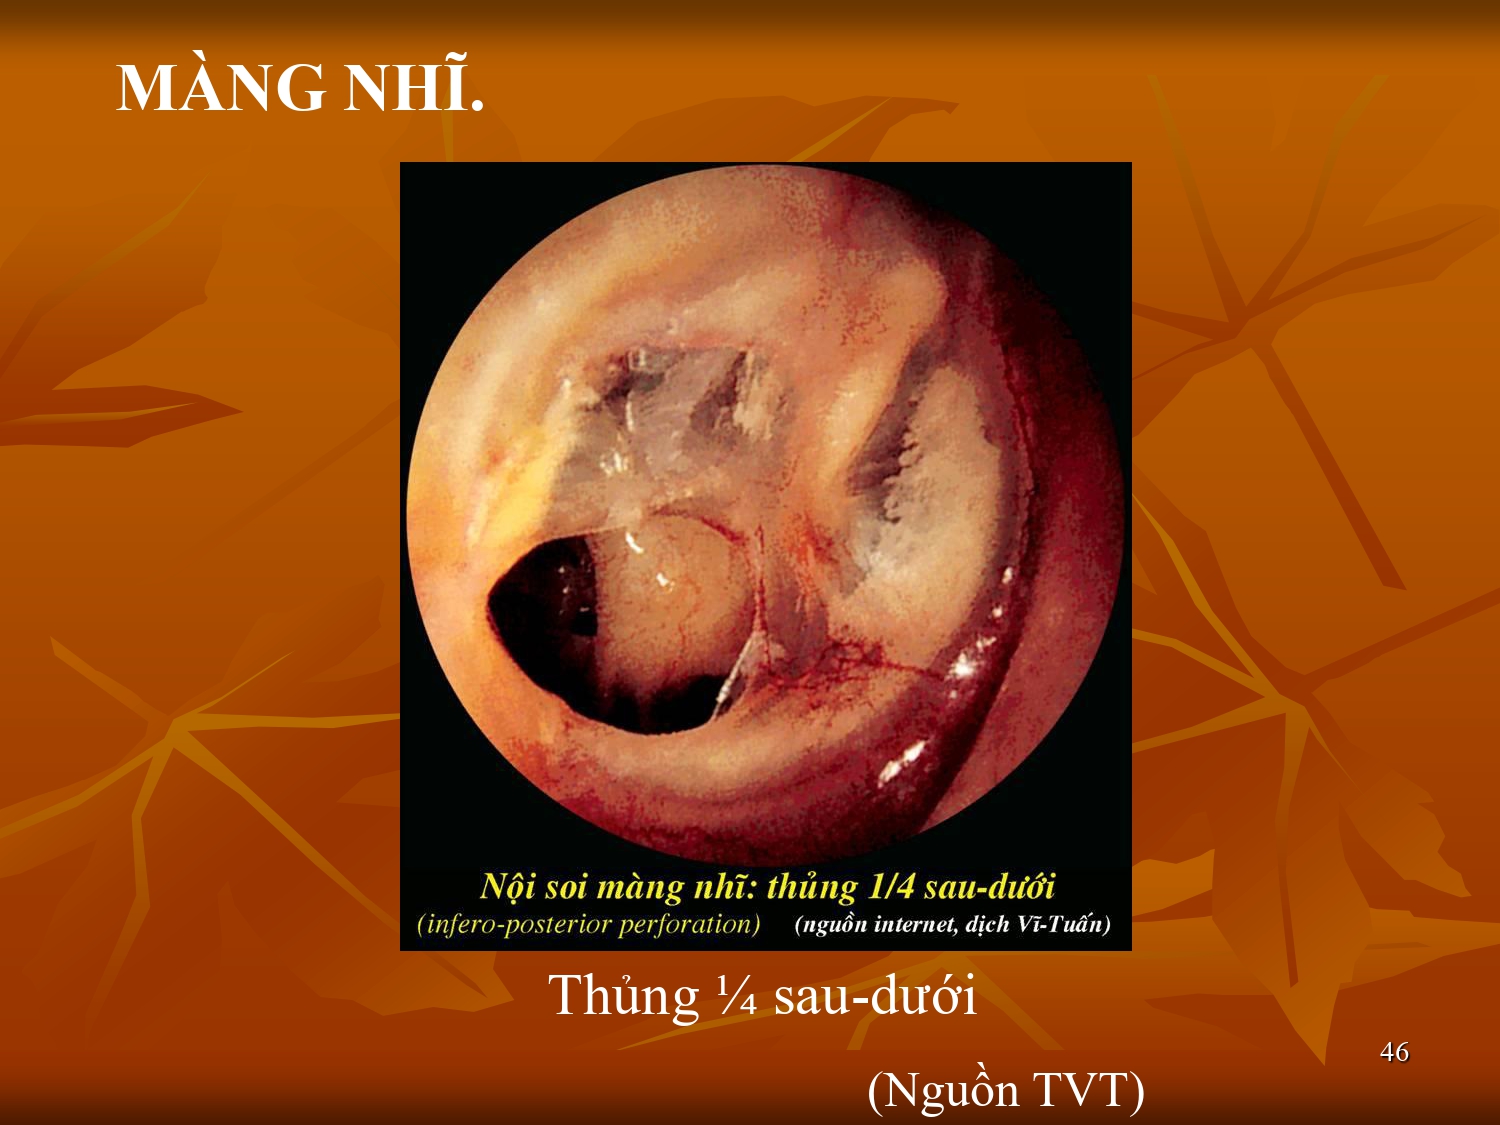 MÀNG NHĨ.
Nội soi màng nhĩ: thủng 1/4 sau-dưới
(infero-posterior perforation) (nguồn internet, dịch Vĩ-Tuấn)
Thủng ¼ sau-dưới
46
(Nguồn TVT)